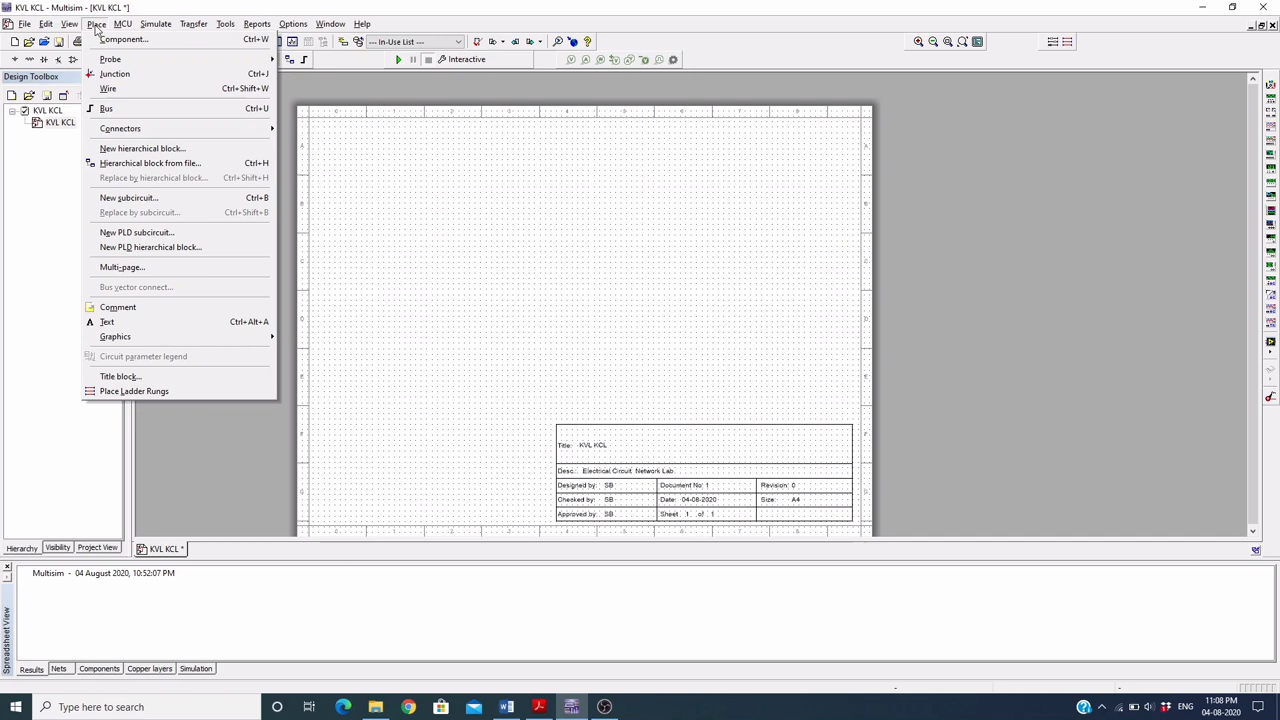 KVL KCL - Multisim - [KVL KCL *]
File Edit View Place MCU Simulate Transfer Tools Reports Options Window Help
Component... Ctrl+W
--- In-Use List ---
Probe
Interactive
Junction Ctrl+J
Design Toolbox
Wire Ctrl+Shift+W
Bus Ctrl+U
KVL KCL
KVL KCL
Connectors
New hierarchical block...
Hierarchical block from file... Ctrl+H
Replace by hierarchical block... Ctrl+Shift+H
New subcircuit... Ctrl+B
Replace by subcircuit... Ctrl+Shift+B
New PLD subcircuit...
New PLD hierarchical block...
Multi-page...
Bus vector connect...
Comment
Text Ctrl+Alt+A
Graphics
Circuit parameter legend
Title block...
Place Ladder Rungs
Title: KVL KCL
Desc.: Electrical Circuit Network Lab
Designed by: SB Document No: 1 Revision: 0
Checked by: SB Date: 04-08-2020 Size: A4
Approved by: SB Sheet 1 of 1
Hierarchy Visibility Project View
KVL KCL *
Multisim - 04 August 2020, 10:52:07 PM
Spreadsheet View
Results Nets Components Copper layers Simulation
Type here to search
ENG
11:08 PM
04-08-2020